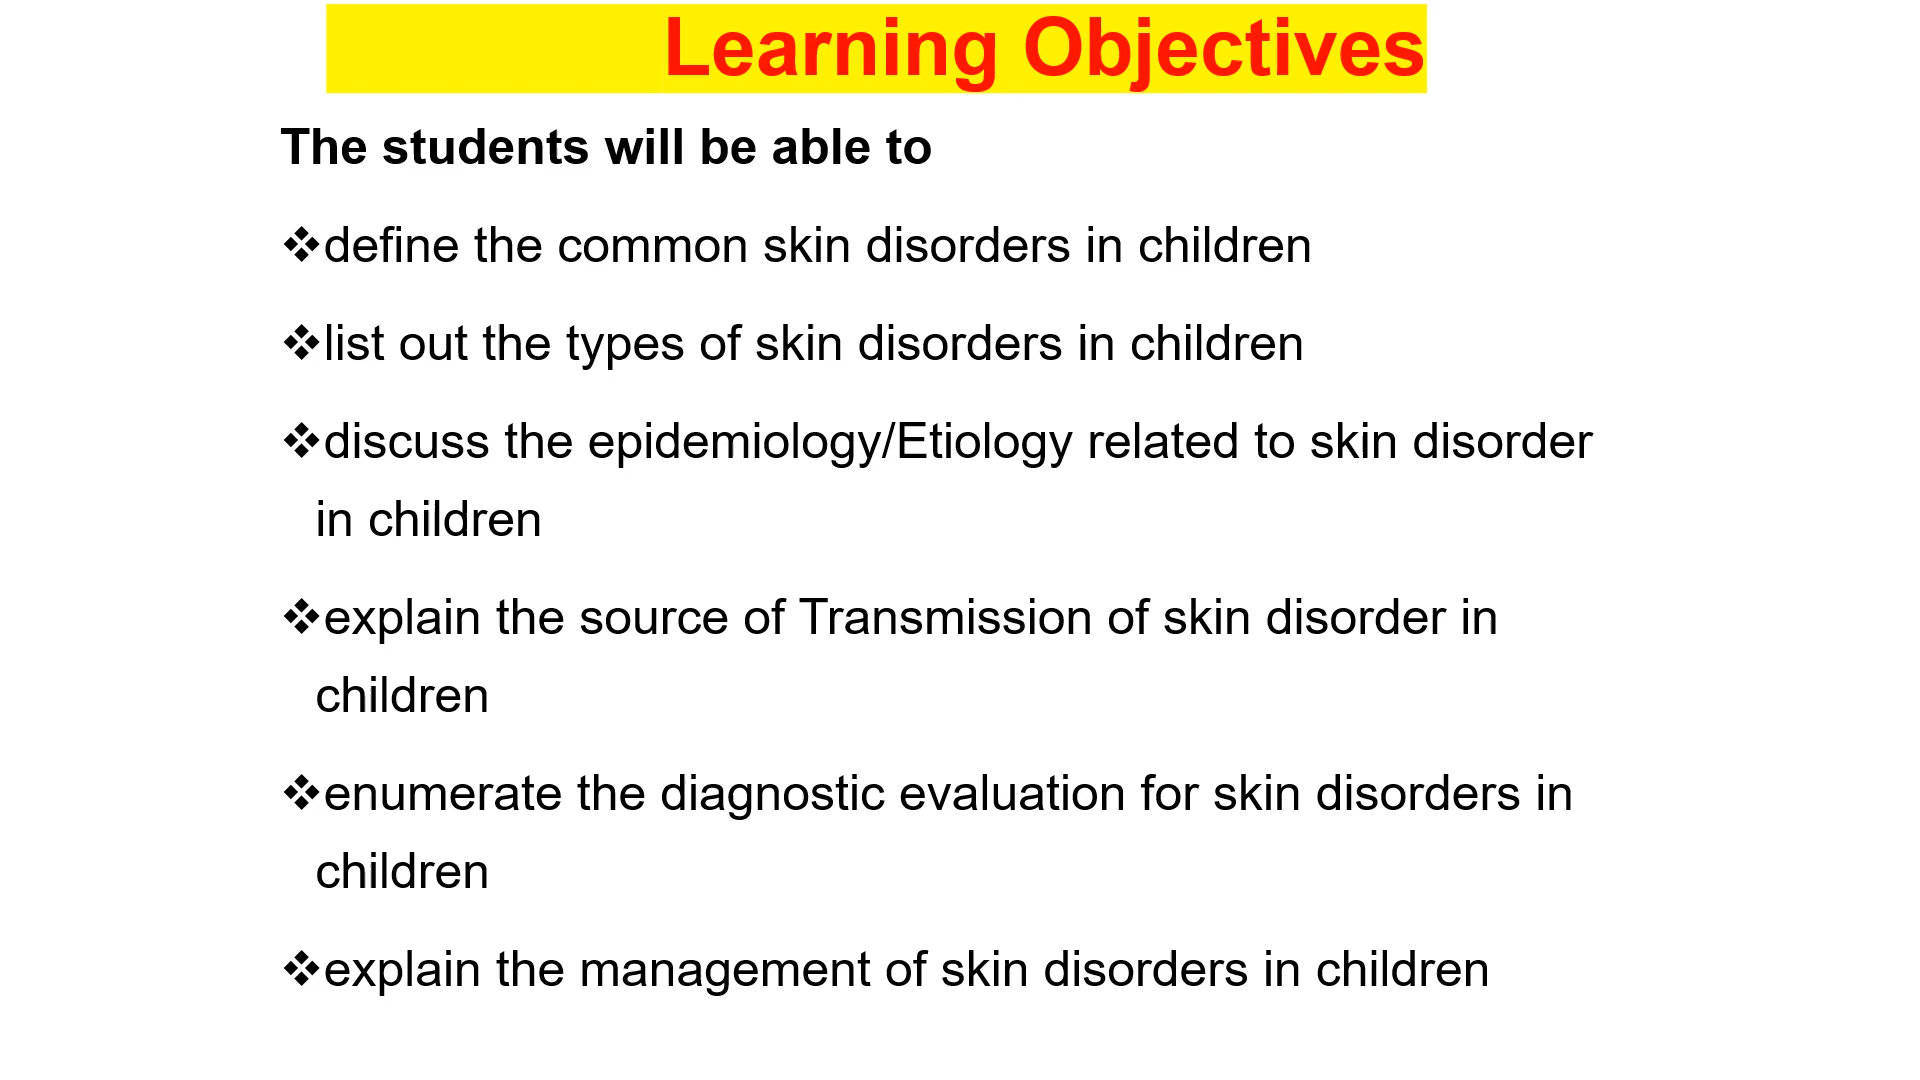 Learning Objectives
The students will be able to
❖define the common skin disorders in children
❖list out the types of skin disorders in children
❖discuss the epidemiology/Etiology related to skin disorder
in children
❖explain the source of Transmission of skin disorder in
children
❖enumerate the diagnostic evaluation for skin disorders in
children
❖explain the management of skin disorders in children